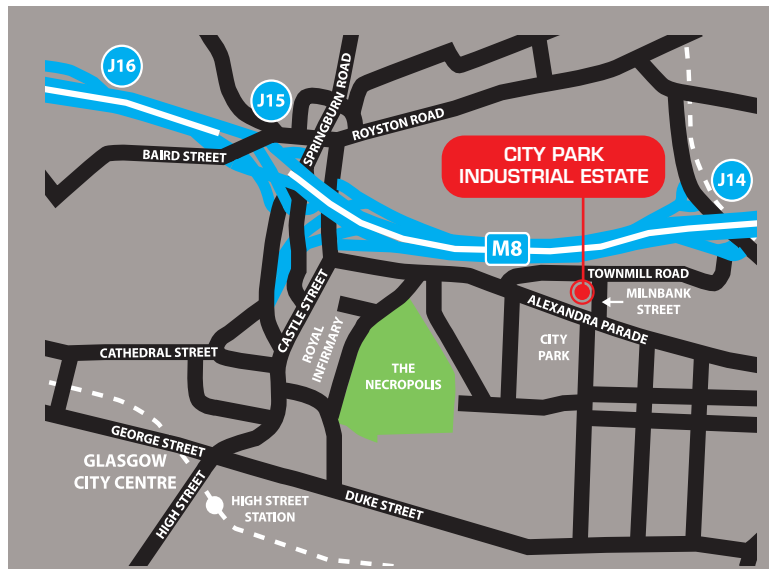 J16
J15
SPRINGBURN ROAD
ROYSTON ROAD
BAIRD STREET
CITY PARK
INDUSTRIAL ESTATE
J14
M8
TOWNMILL ROAD
MILNBANK
STREET
ALEXANDRA PARADE
CASTLE STREET
ROYAL
INFIRMARY
CITY
PARK
CATHEDRAL STREET
THE
NECROPOLIS
GEORGE STREET
GLASGOW
CITY CENTRE
HIGH STREET
HIGH STREET
STATION
DUKE STREET